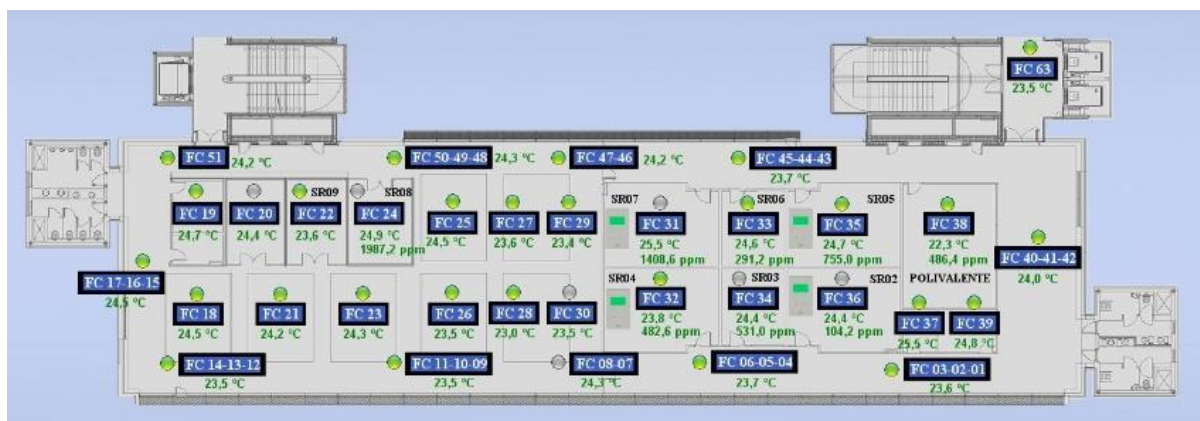 FC 63
23,5 °C
FC 51
24,2 °C
FC 50-49-48
24,3 °C
FC 47-46
24,2 °C
FC 45-44-43
23,7 °C
FC 19
24,7 °C
FC 20
24,4 °C
SR09
FC 22
23,6 °C
SR08
FC 24
24,9 °C
1987,2 ppm
FC 25
24,5 °C
FC 27
23,6 °C
FC 29
23,4 °C
SR07
FC 31
25,5 °C
1408,6 ppm
SR06
FC 33
24,6 °C
291,2 ppm
SR05
FC 35
24,7 °C
755,0 ppm
FC 38
22,3 °C
486,4 ppm
POLIVALENTE
FC 40-41-42
24,0 °C
FC 17-16-15
24,5 °C
FC 18
24,5 °C
FC 21
24,2 °C
FC 23
24,3 °C
FC 26
23,5 °C
FC 28
23,0 °C
FC 30
23,5 °C
SR04
FC 32
23,8 °C
482,6 ppm
SR03
FC 34
24,4 °C
531,0 ppm
SR02
FC 36
24,4 °C
104,2 ppm
FC 37
25,5 °C
FC 39
24,8 °C
FC 14-13-12
23,5 °C
FC 11-10-09
23,5 °C
FC 08-07
24,3 °C
FC 06-05-04
23,7 °C
FC 03-02-01
23,6 °C